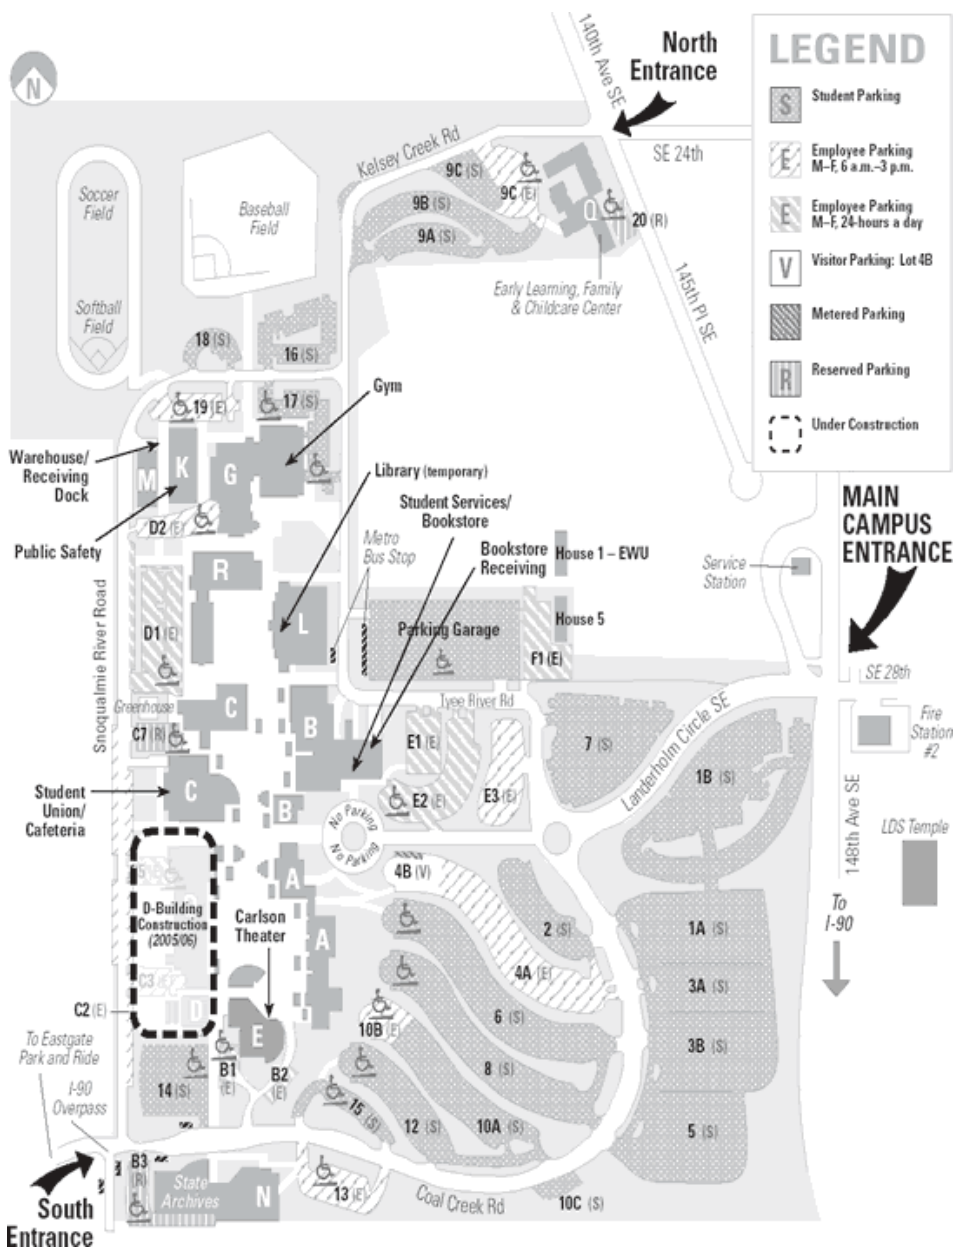 N
140th Ave SE
North
Entrance
LEGEND
S
Student Parking
E
Employee Parking
M–F, 6 a.m.–3 p.m.
E
Employee Parking
M–F, 24-hours a day
V
Visitor Parking: Lot 4B
Metered Parking
R
Reserved Parking
Under Construction
Kelsey Creek Rd
SE 24th
9C (S)
9C (E)
9B (S)
9A (S)
Q
20 (R)
Soccer
Field
Baseball
Field
Softball
Field
Early Learning, Family
& Childcare Center
145th Pl SE
18 (S)
16 (S)
19 (E)
17 (S)
Gym
Warehouse/
Receiving
Dock
M
K
G
Library (temporary)
Student Services/
Bookstore
D2 (E)
Public Safety
Metro
Bus Stop
Bookstore
Receiving
House 1 – EWU
MAIN
CAMPUS
ENTRANCE
Service
Station
R
L
Parking Garage
House 5
D1 (E)
F1 (E)
SE 28th
Snoqualmie River Road
Greenhouse
C
Tyee River Rd
C7 (R)
B
E1 (E)
7 (S)
Landerholm Circle SE
1B (S)
Fire
Station
#2
Student
Union/
Cafeteria
C
B
E2 (E)
E3 (E)
No Parking
No Parking
148th Ave SE
LDS Temple
5 (E)
A
4B (V)
D-Building
Construction
(2005/06)
Carlson
Theater
A
2 (S)
1A (S)
To
I-90
4A (E)
C3 (E)
3A (S)
C2 (E)
D
E
10B (E)
6 (S)
3B (S)
To Eastgate
Park and Ride
I-90
Overpass
14 (S)
B1
(E)
B2
(E)
8 (S)
15 (S)
12 (S)
10A (S)
5 (S)
B3
(R)
State
Archives
N
13 (E)
Coal Creek Rd
10C (S)
South
Entrance